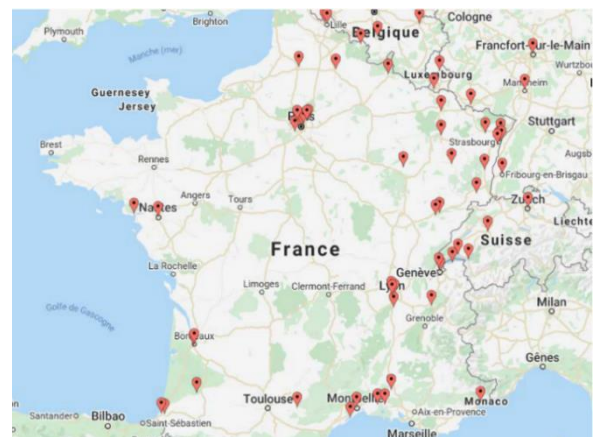 Plymouth
Brighton
Lille
Belgique
Cologne
Manche (mer)
Francfort-sur-le-Main
Luxembourg
Mannheim
Guernesey
Jersey
Paris
Strasbourg
Stuttgart
Brest
Rennes
Fribourg-en-Brisgau
Nantes
Angers
Tours
Zurich
France
Suisse
La Rochelle
Genève
Limoges
Clermont-Ferrand
Lyon
Golfe de Gascogne
Grenoble
Milan
Bordeaux
Gênes
Toulouse
Montpellier
Monaco
Santander
Bilbao
Saint-Sébastien
Aix-en-Provence
Marseille